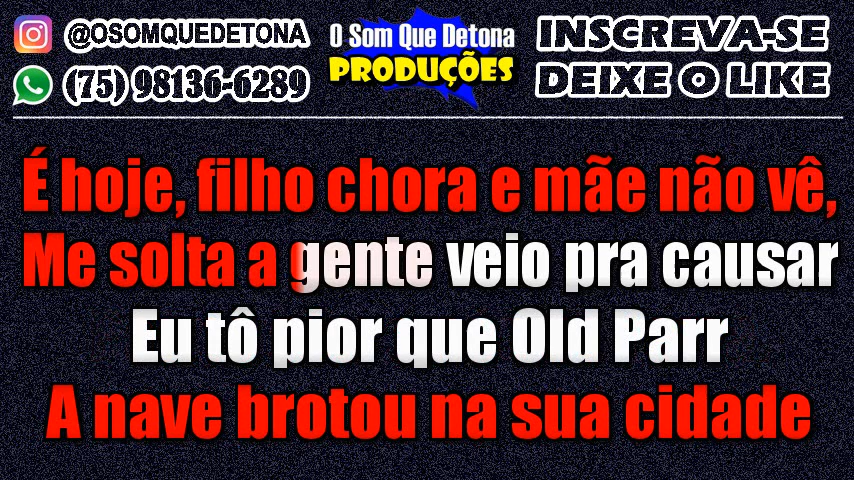 @OSOMQUEDETONA
(75) 98136-6289
O Som Que Detona
PRODUÇÕES
INSCREVA-SE
DEIXE O LIKE
É hoje, filho chora e mãe não vê,
Me solta a gente veio pra causar
Eu tô pior que Old Parr
A nave brotou na sua cidade